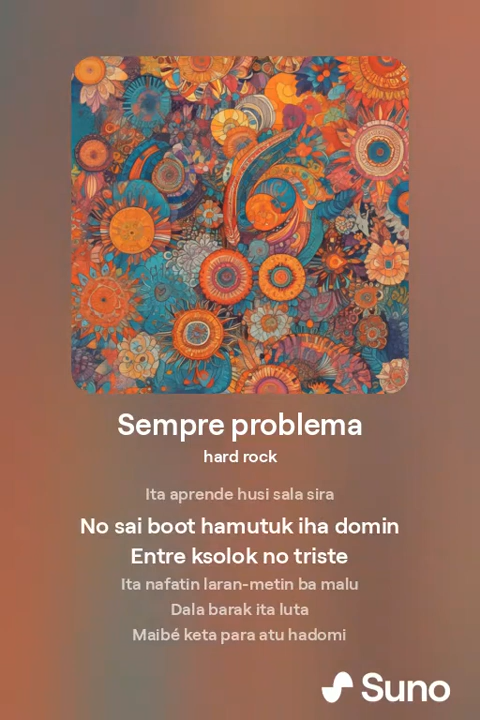 Sempre problema
hard rock
Ita aprende husi sala sira
No sai boot hamutuk iha domin
Entre ksolok no triste
Ita nafatin laran-metin ba malu
Dala barak ita luta
Maibé keta para atu hadomi
Suno